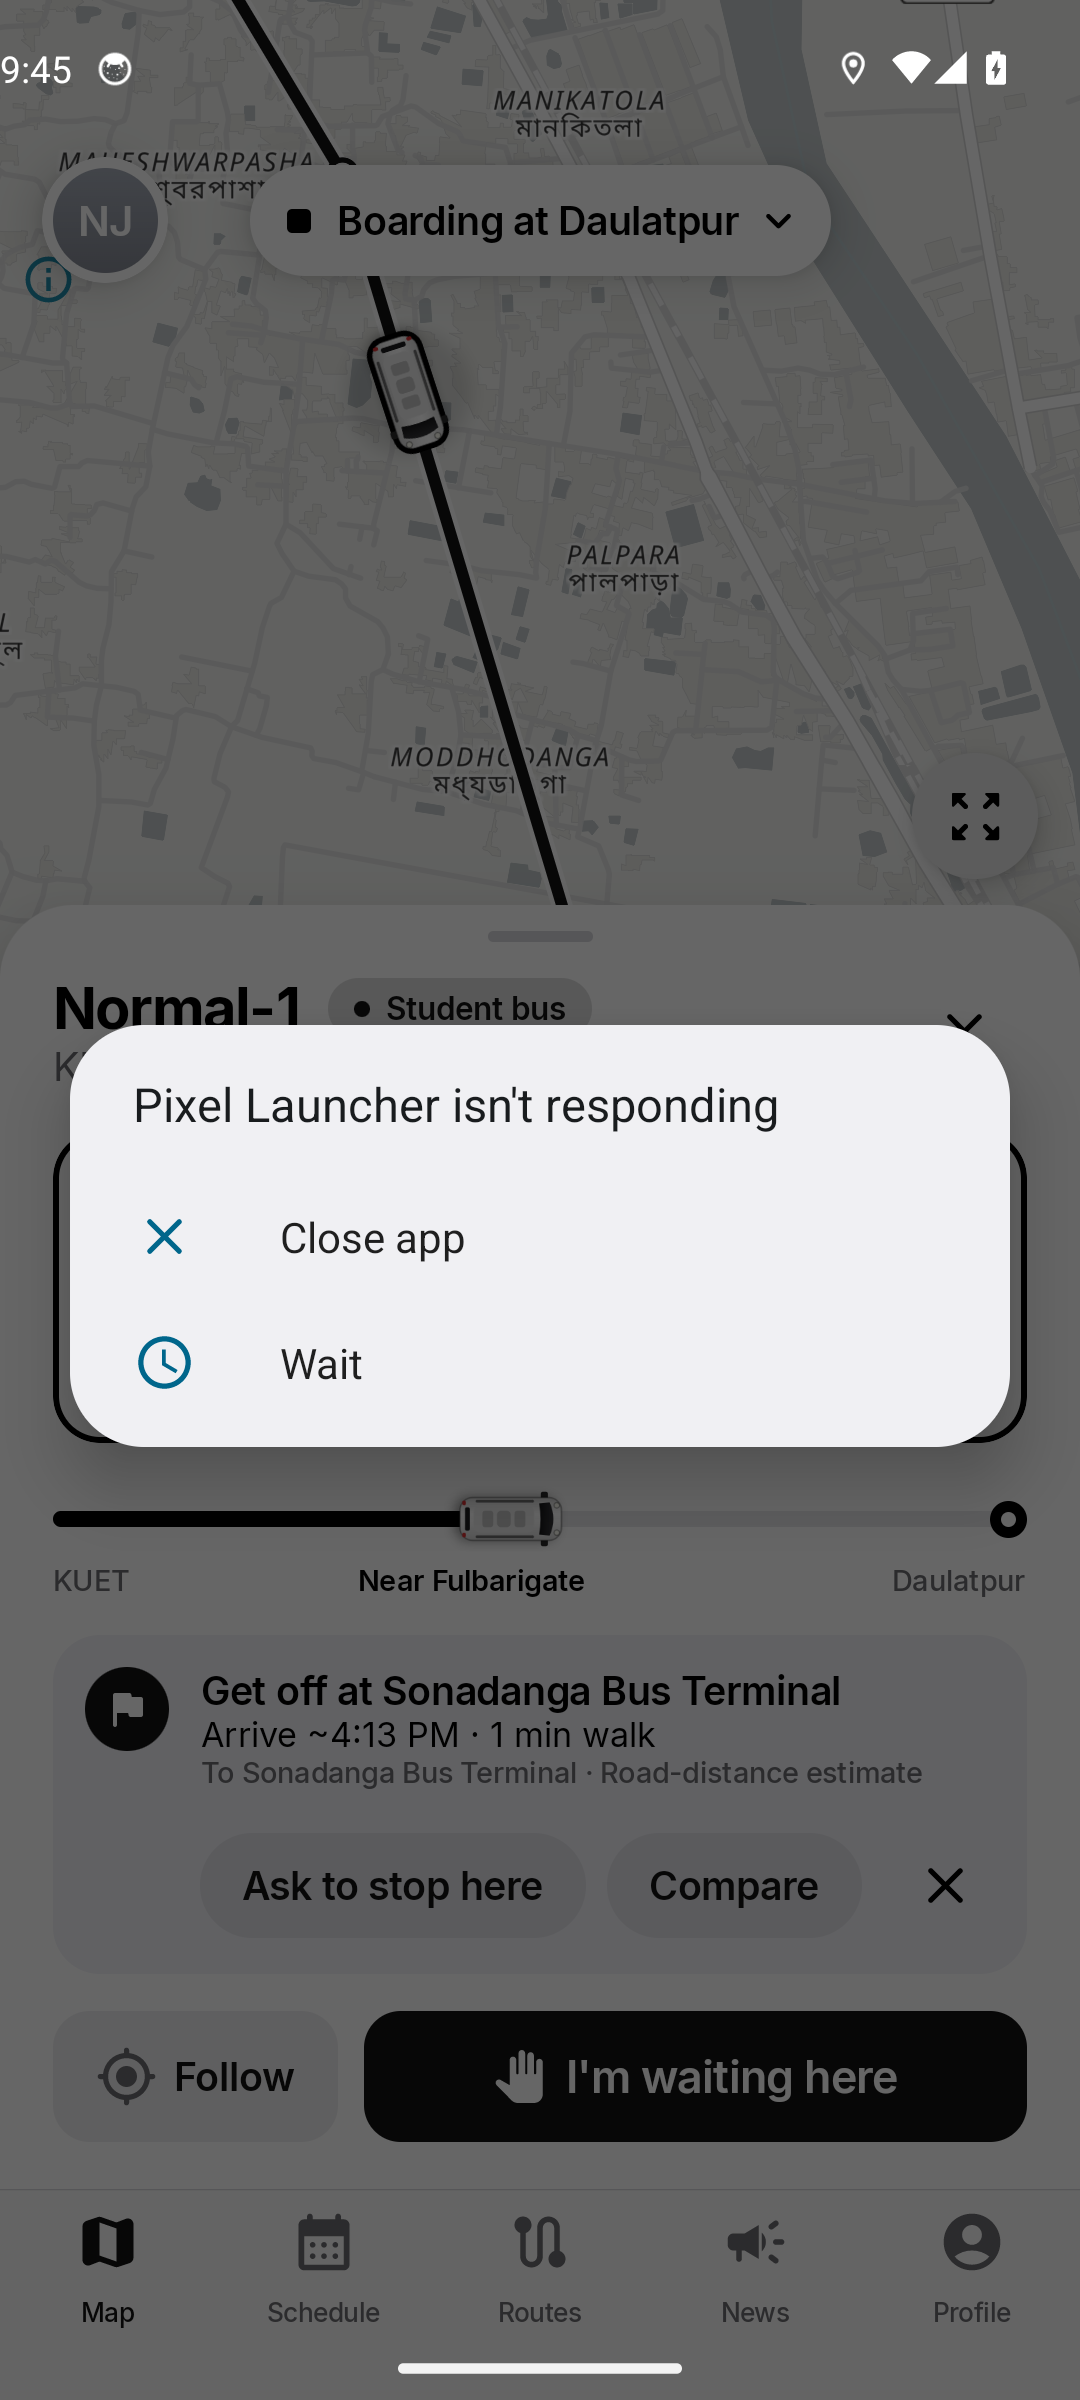 9:45
MANIKATOLA
মানকিতলা
MAHESHWARPASHA
NJ
Boarding at Daulatpur
PALPARA
পালপাড়া
MODDHODANGA
Normal-1
Student bus
Pixel Launcher isn't responding
Close app
Wait
KUET
Near Fulbarigate
Daulatpur
Get off at Sonadanga Bus Terminal
Arrive ~4:13 PM · 1 min walk
To Sonadanga Bus Terminal · Road-distance estimate
Ask to stop here
Compare
Follow
I'm waiting here
Map
Schedule
Routes
News
Profile